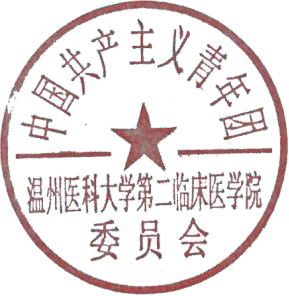 中国共产主义青年团
温州医科大学第二临床医学院
委员会